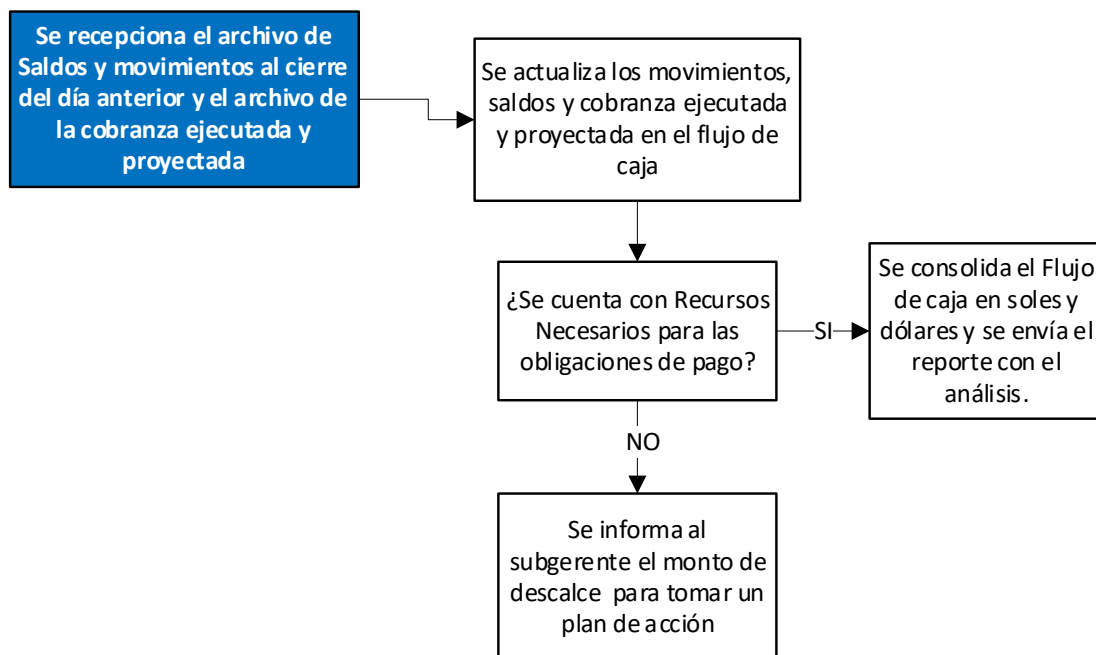 Se recepciona el archivo de
Saldos y movimientos al cierre
del día anterior y el archivo de
la cobranza ejecutada y
proyectada
Se actualiza los movimientos,
saldos y cobranza ejecutada
y proyectada en el flujo de
caja
¿Se cuenta con Recursos
Necesarios para las
obligaciones de pago?
SI
Se consolida el Flujo
de caja en soles y
dólares y se envía el
reporte con el
análisis.
NO
Se informa al
subgerente el monto de
descalce para tomar un
plan de acción